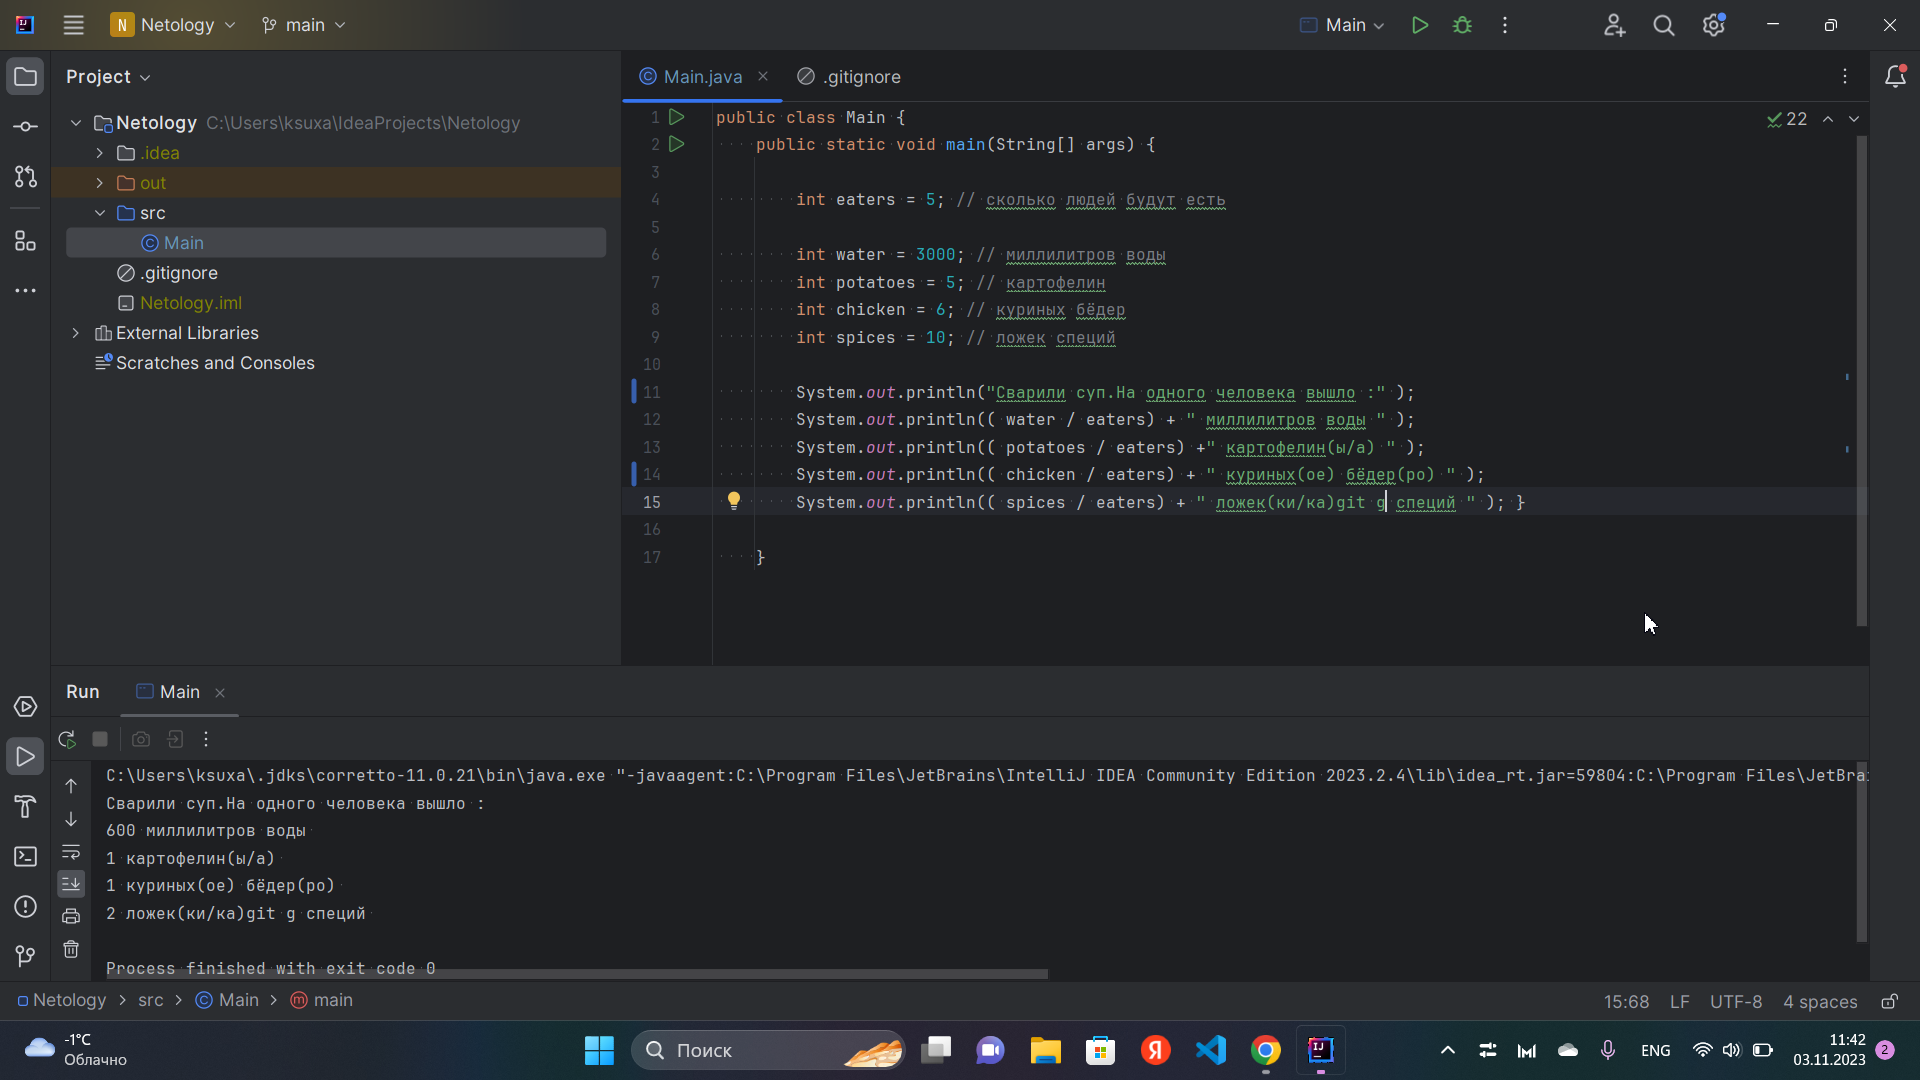 N Netology main Main
Project
Netology C:\Users\ksuxa\IdeaProjects\Netology
.idea
out
src
Main
.gitignore
Netology.iml
External Libraries
Scratches and Consoles
Main.java .gitignore
22
1 public class Main {
2 public static void main(String[] args) {
3
4 int eaters = 5; // сколько людей будут есть
5
6 int water = 3000; // миллилитров воды
7 int potatoes = 5; // картофелин
8 int chicken = 6; // куриных бёдер
9 int spices = 10; // ложек специй
10
11 System.out.println("Сварили суп.На одного человека вышло :" );
12 System.out.println(( water / eaters) + " миллилитров воды " );
13 System.out.println(( potatoes / eaters) +" картофелин(ы/а) " );
14 System.out.println(( chicken / eaters) + " куриных(ое) бёдер(ро) " );
15 System.out.println(( spices / eaters) + " ложек(ки/ка)git g специй " ); }
16
17 }
Run Main
C:\Users\ksuxa\.jdks\corretto-11.0.21\bin\java.exe "-javaagent:C:\Program Files\JetBrains\IntelliJ IDEA Community Edition 2023.2.4\lib\idea_rt.jar=59804:C:\Program Files\JetBra
Сварили суп.На одного человека вышло :
600 миллилитров воды
1 картофелин(ы/а)
1 куриных(ое) бёдер(ро)
2 ложек(ки/ка)git g специй
Process finished with exit code 0
Netology > src > Main > main 15:68 LF UTF-8 4 spaces
-1°C
Облачно
Поиск
ENG
11:42
03.11.2023
2